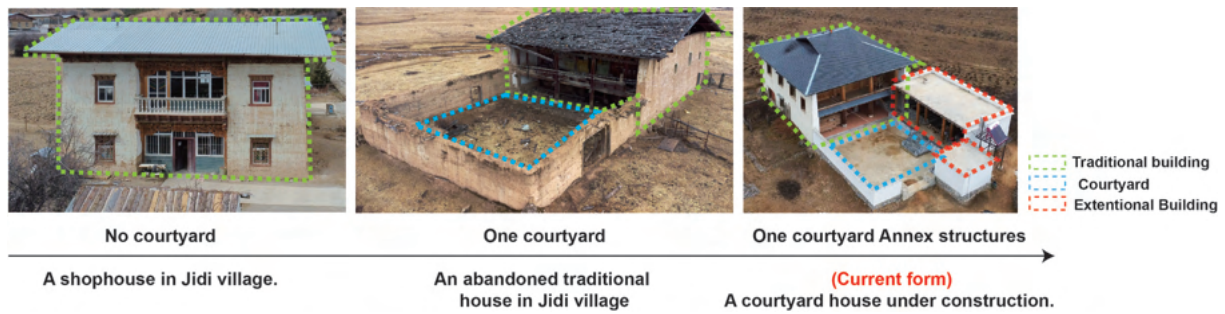 Traditional building
Courtyard
Extentional Building
No courtyard
One courtyard
One courtyard Annex structures
A shophouse in Jidi village.
An abandoned traditional
house in Jidi village
(Current form)
A courtyard house under construction.